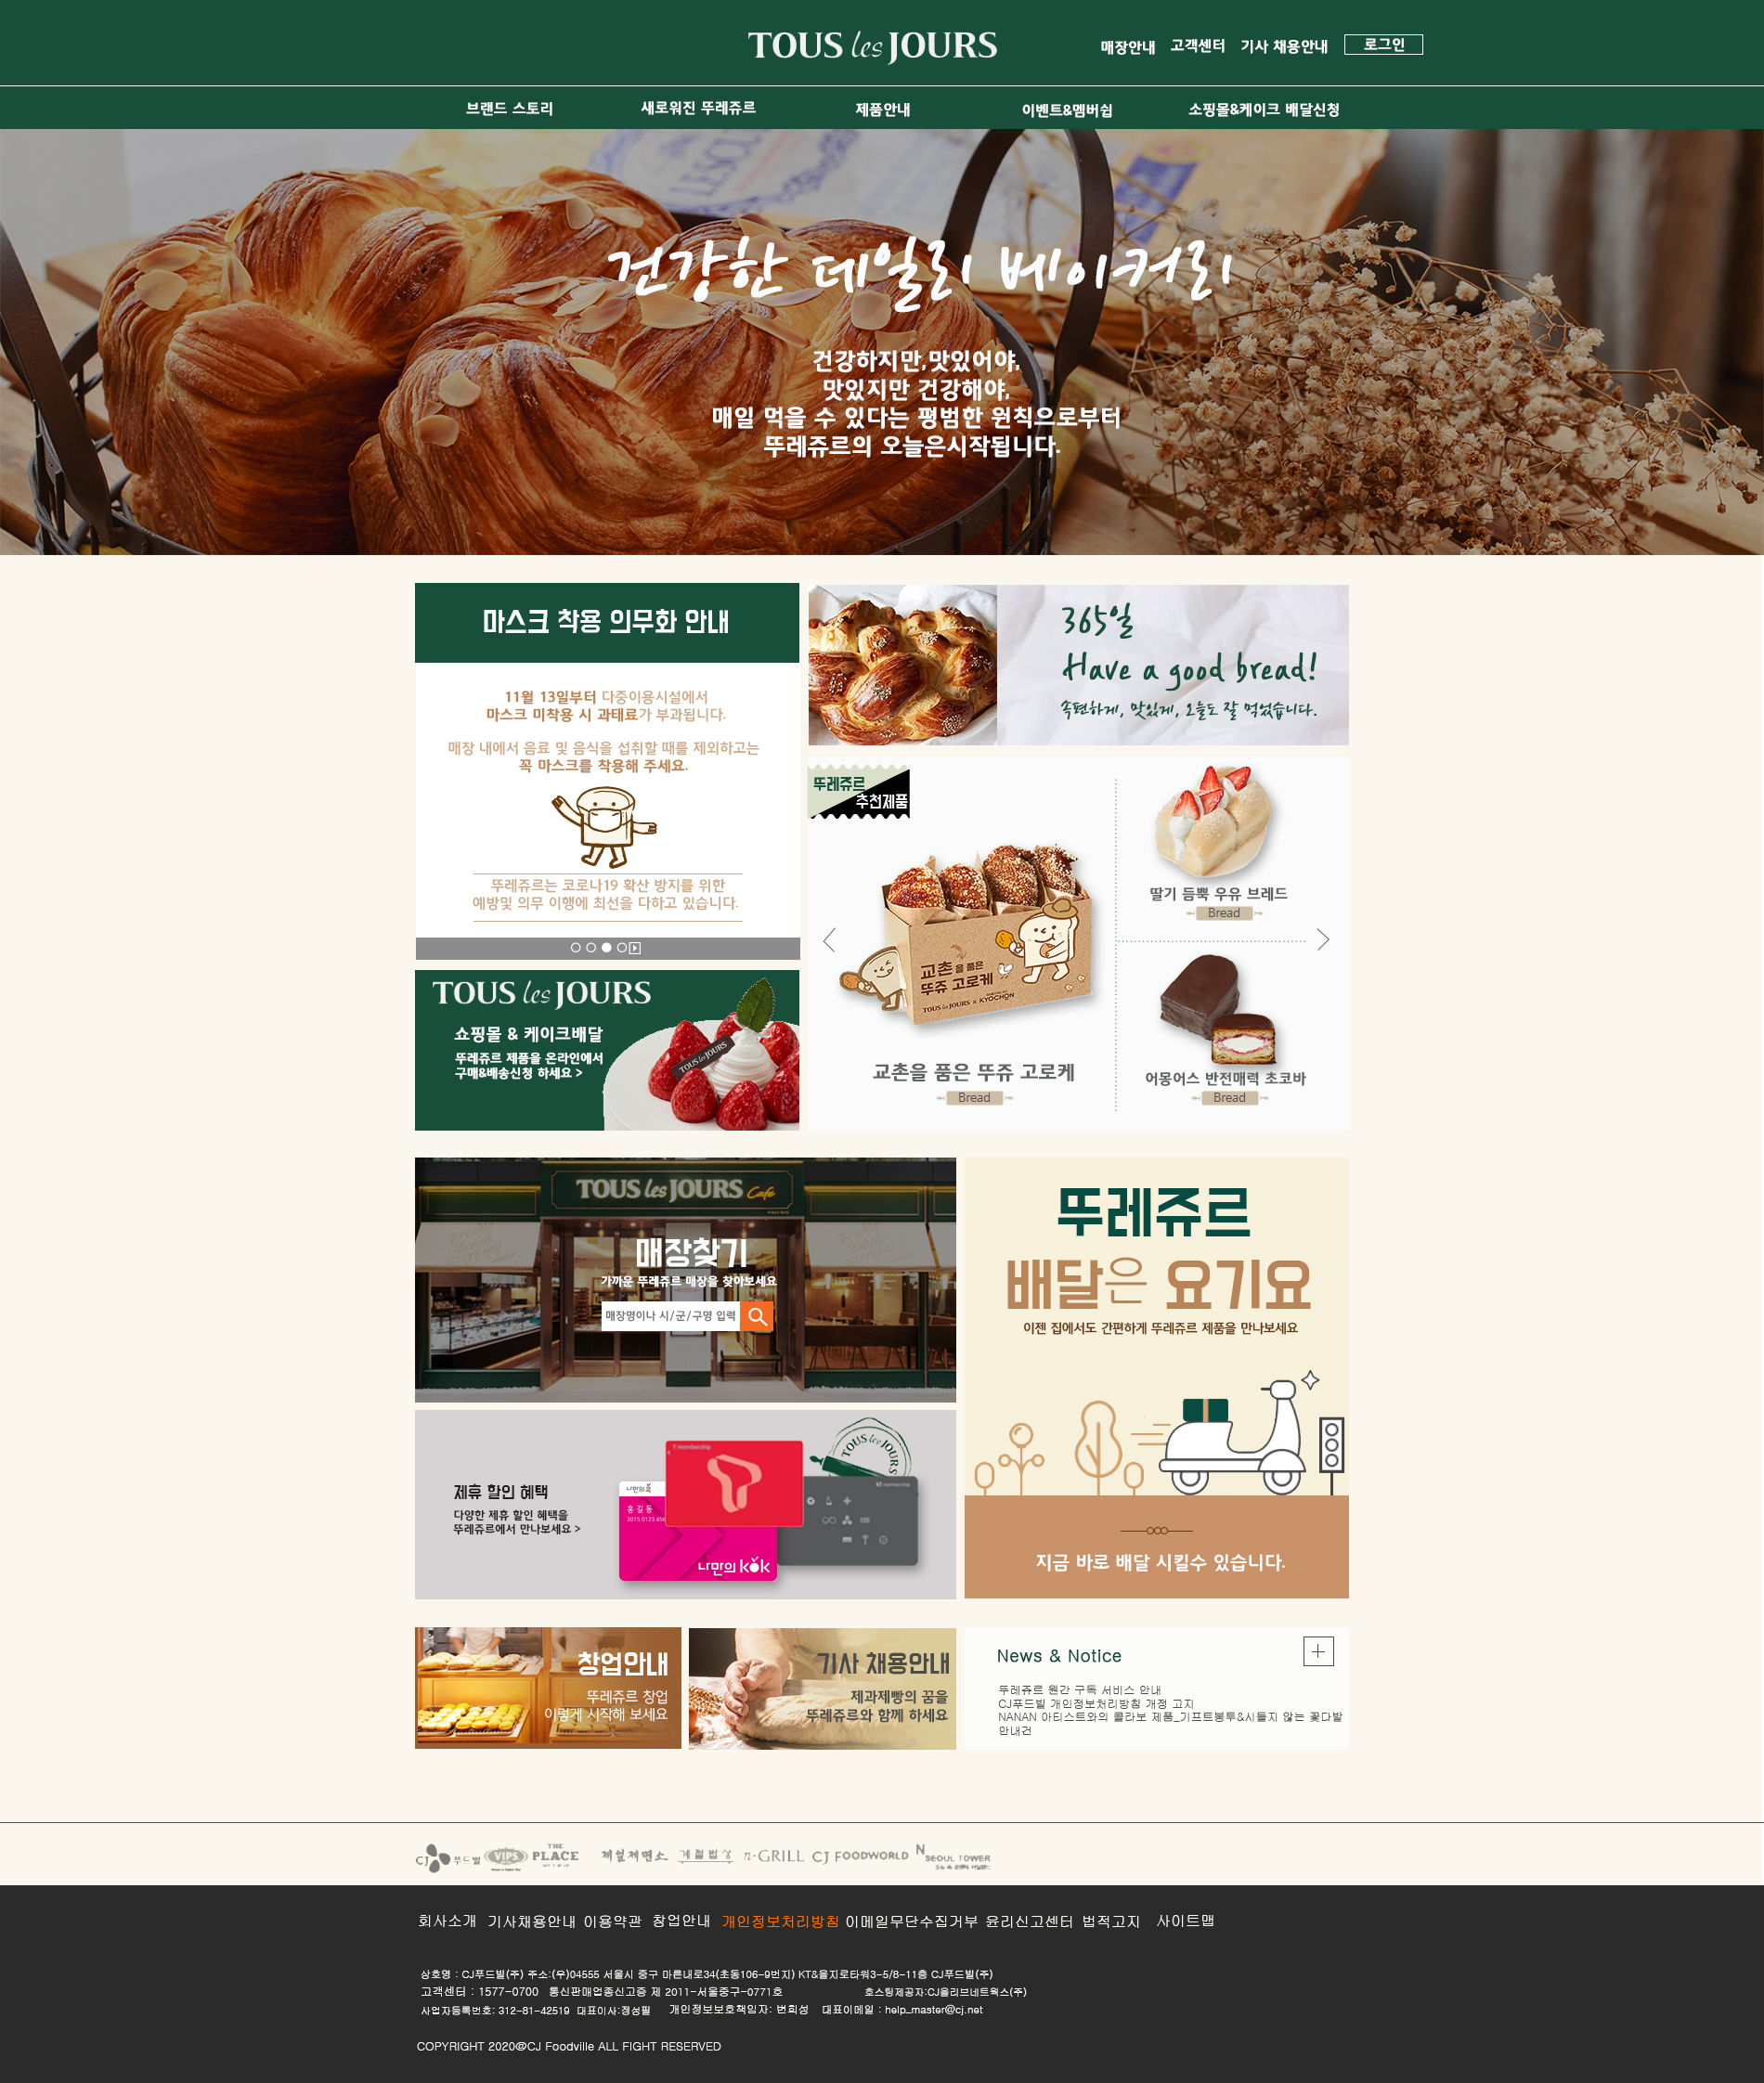 TOUS les JOURS
매장안내 고객센터 기사 채용안내 로그인
브랜드 스토리 새로워진 뚜레쥬르 제품안내 이벤트&멤버쉽 소핑몰&케이크 배달신청
건강한 데일리 베이커리
건강하지만,맛있어야,
맛있지만 건강해야,
매일 먹을 수 있다는 평범한 원칙으로부터
뚜레쥬르의 오늘은시작됩니다.
마스크 착용 의무화 안내
11월 13일부터 다중이용시설에서
마스크 미착용 시 과태료가 부과됩니다.
매장 내에서 음료 및 음식을 섭취할 때를 제외하고는
꼭 마스크를 착용해 주세요.
뚜레쥬르는 코로나19 확산 방지를 위한
예방및 의무 이행에 최선을 다하고 있습니다.
365일
Have a good bread!
속편하게, 맛있게, 오늘도 잘 먹었습니다.
뚜레쥬르
추천제품
교촌을 품은
뚜쥬 고로케
TOUS les JOURS × KYOCHON
교촌을 품은 뚜쥬 고로케
Bread
딸기 듬뿍 우유 브레드
Bread
어몽어스 반전매력 초코바
Bread
TOUS les JOURS
쇼핑몰 & 케이크배달
뚜레쥬르 제품을 온라인에서
구매&배송신청 하세요 >
TOUS les JOURS
TOUS les JOURS Cafe
매장찾기
가까운 뚜레쥬르 매장을 찾아보세요
매장명이나 시/군/구명 입력
뚜레쥬르
배달은 요기요
이젠 집에서도 간편하게 뚜레쥬르 제품을 만나보세요
지금 바로 배달 시킬수 있습니다.
제휴 할인 혜택
다양한 제휴 할인 혜택을
뚜레쥬르에서 만나보세요 >
TOUS les JOURS
T membership
kt membership
나만의콕
홍길동
2015 0123 456
나만의 kok
창업안내
뚜레쥬르 창업
이렇게 시작해 보세요
기사 채용안내
제과제빵의 꿈을
뚜레쥬르와 함께 하세요
News & Notice
뚜레쥬르 월간 구독 서비스 안내
CJ푸드빌 개인정보처리방침 개정 고지
NANAN 아티스트와의 콜라보 제품_기프트봉투&시들지 않는 꽃다발
안내건
CJ 푸드빌 VIPS THE PLACE 제일제면소 계절밥상 GRILL CJ FOODWORLD N SEOUL TOWER
회사소개 기사채용안내 이용약관 창업안내 개인정보처리방침 이메일무단수집거부 윤리신고센터 법적고지 사이트맵
상호명 : CJ푸드빌(주) 주소:(우)04555 서울시 중구 마른내로34(초동106-9번지) KT&을지로타워3-5/8-11층 CJ푸드빌(주)
고객센터 : 1577-0700 통신판매업종신고증 제 2011-서울중구-0771호 호스팅제공자:CJ올리브네트웍스(주)
사업자등록번호: 312-81-42519 대표이사:정성필 개인정보보호책임자: 변희성 대표이메일 : help_master@cj.net
COPYRIGHT 2020@CJ Foodville ALL FIGHT RESERVED